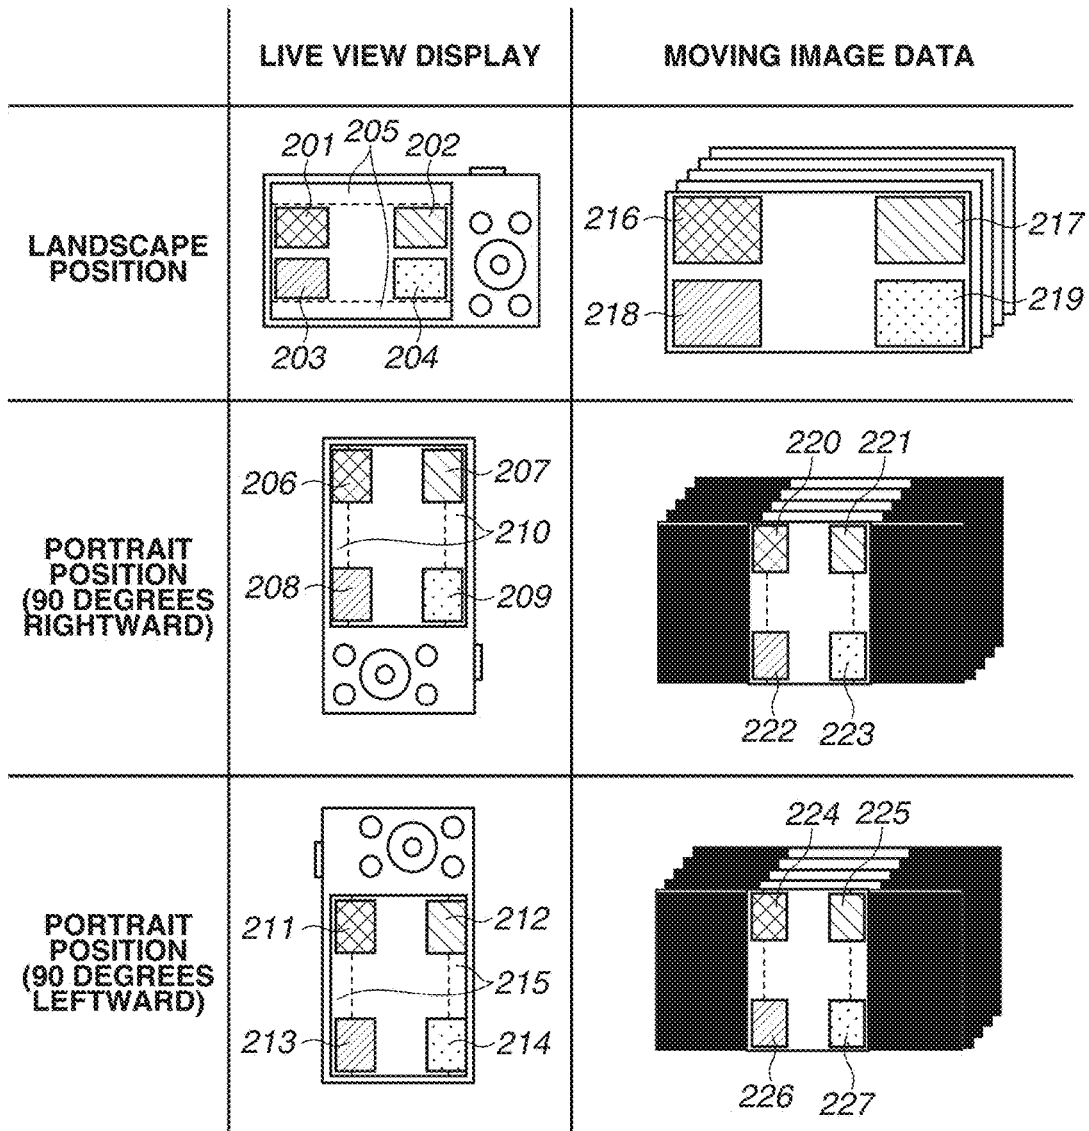 LIVE VIEW DISPLAY
MOVING IMAGE DATA
LANDSCAPE
POSITION
201
205
202
203
204
216
217
218
219
PORTRAIT
POSITION
(90 DEGREES
RIGHTWARD)
206
207
210
208
209
220
221
222
223
PORTRAIT
POSITION
(90 DEGREES
LEFTWARD)
211
212
215
213
214
224
225
226
227